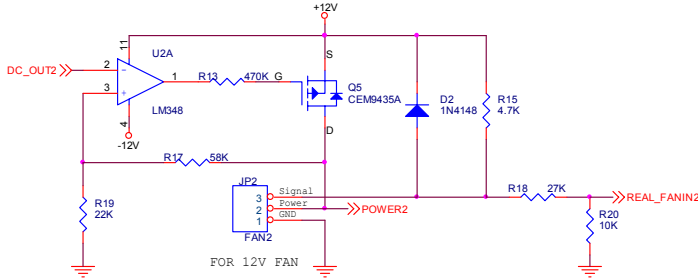 +12V
11
U2A
S
DC_OUT2
2
R13
470K
G
1
Q5
CEM9435A
D2
1N4148
R15
4.7K
3
LM348
4
-12V
D
R17
58K
JP2
Signal
Power
GND
3
2
1
R18
27K
REAL_FANIN2
POWER2
R19
22K
R20
10K
FAN2
FOR 12V FAN